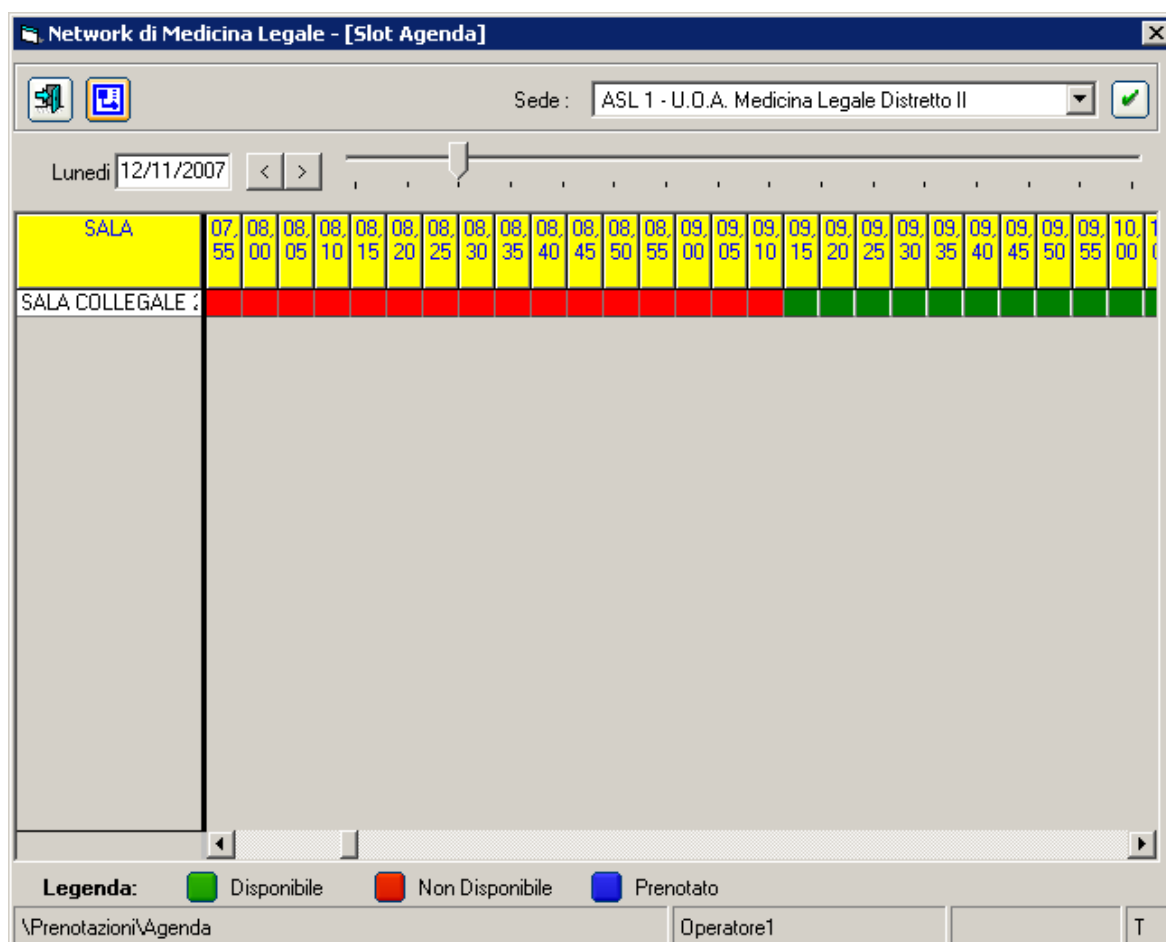 Network di Medicina Legale - [Slot Agenda]
Sede : ASL 1 - U.O.A. Medicina Legale Distretto II
Lunedì 12/11/2007 < >
SALA 07,55 08,00 08,05 08,10 08,15 08,20 08,25 08,30 08,35 08,40 08,45 08,50 08,55 09,00 09,05 09,10 09,15 09,20 09,25 09,30 09,35 09,40 09,45 09,50 09,55 10,00
SALA COLLEGALE
Legenda: Disponibile Non Disponibile Prenotato
\Prenotazioni\Agenda Operatore1 T